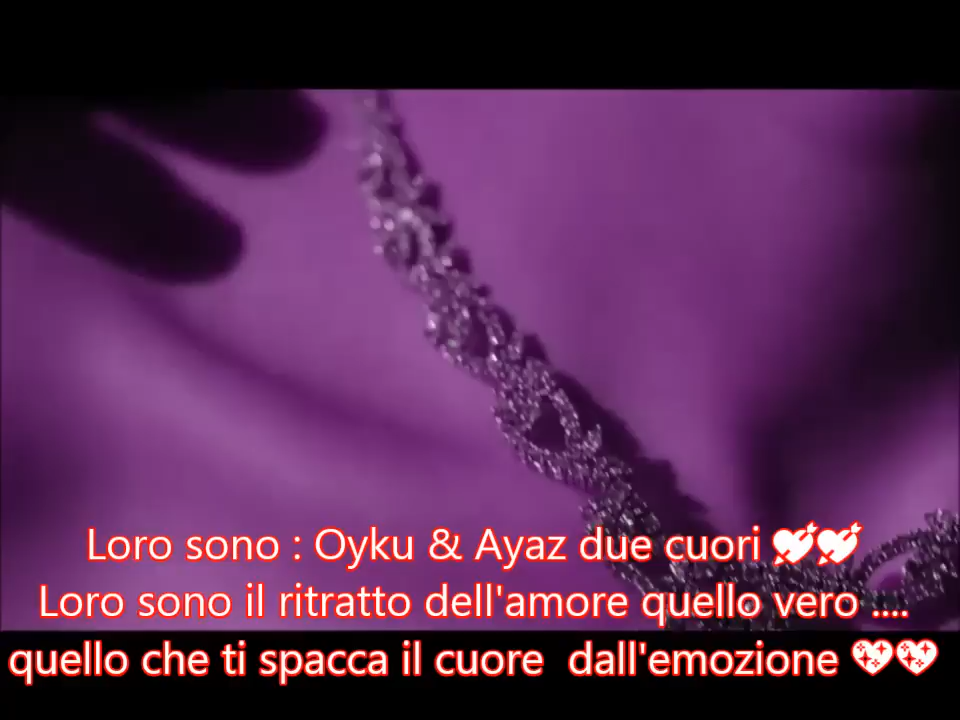 Loro sono : Oyku & Ayaz due cuori 💘💘
Loro sono il ritratto dell'amore quello vero ....
quello che ti spacca il cuore  dall'emozione 💖💖